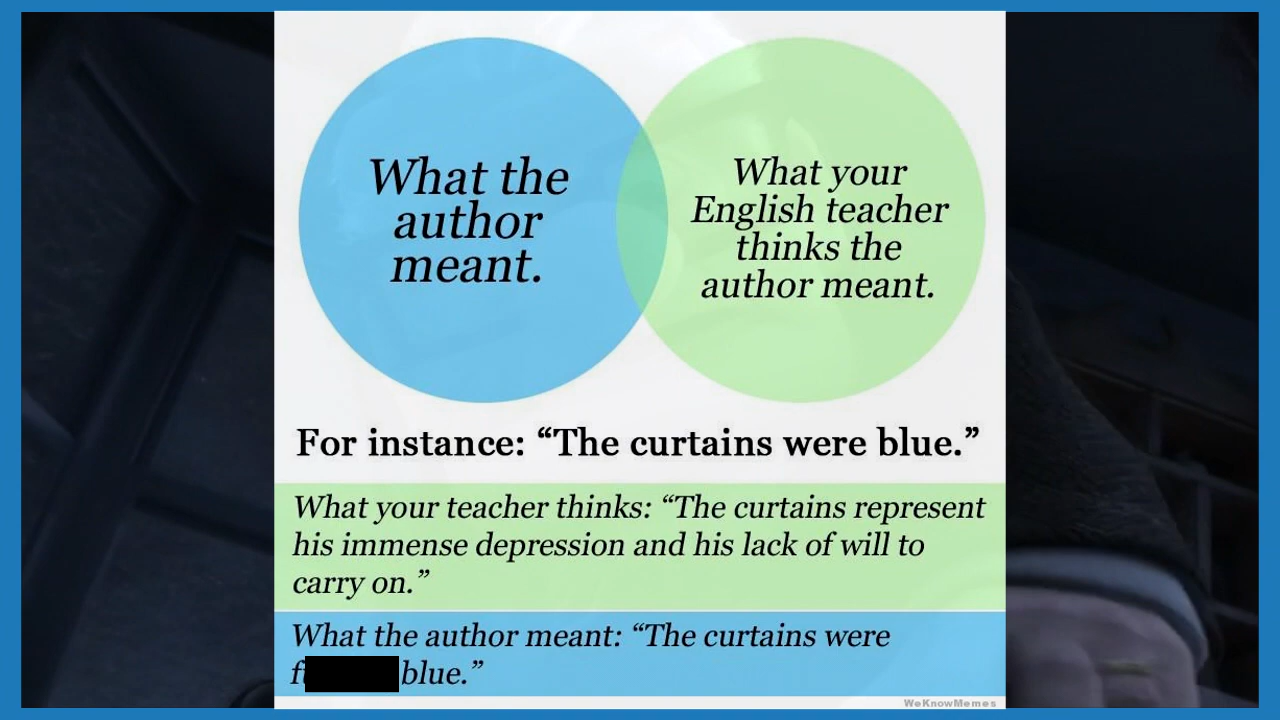 What the
author
meant.
What your
English teacher
thinks the
author meant.
For instance: “The curtains were blue.”
What your teacher thinks: “The curtains represent
his immense depression and his lack of will to
carry on.”
What the author meant: “The curtains were
blue.”
WeKnowMemes